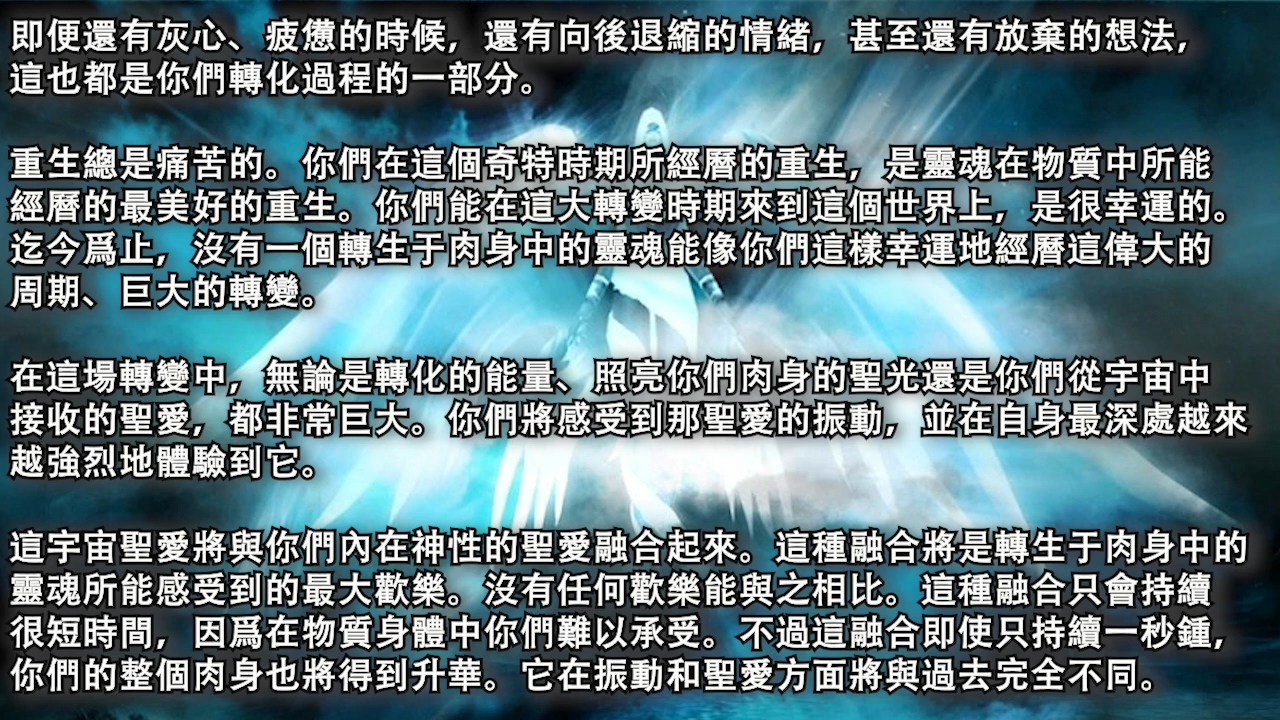 即便還有灰心、疲憊的時候，還有向後退縮的情緒，甚至還有放棄的想法，
這也都是你們轉化過程的一部分。
重生總是痛苦的。你們在這個奇特時期所經曆的重生，是靈魂在物質中所能
經曆的最美好的重生。你們能在這大轉變時期來到這個世界上，是很幸運的。
迄今爲止，沒有一個轉生于肉身中的靈魂能像你們這樣幸運地經曆這偉大的
周期、巨大的轉變。
在這場轉變中，無論是轉化的能量、照亮你們肉身的聖光還是你們從宇宙中
接收的聖愛，都非常巨大。你們將感受到那聖愛的振動，並在自身最深處越來
越強烈地體驗到它。
這宇宙聖愛將與你們內在神性的聖愛融合起來。這種融合將是轉生于肉身中的
靈魂所能感受到的最大歡樂。沒有任何歡樂能與之相比。這種融合只會持續
很短時間，因爲在物質身體中你們難以承受。不過這融合即使只持續一秒鍾，
你們的整個肉身也將得到升華。它在振動和聖愛方面將與過去完全不同。